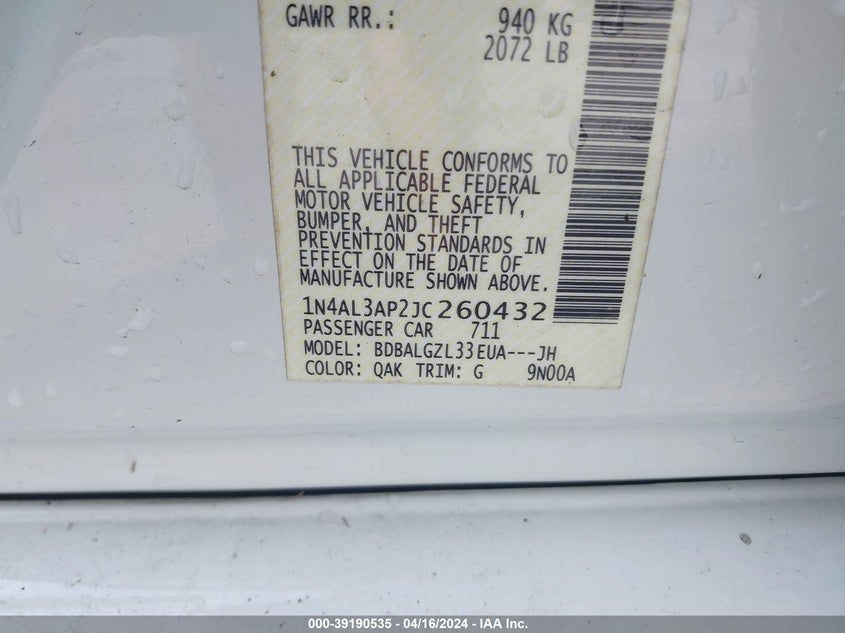 GAWR RR.: 940 KG
2072 LB
THIS VEHICLE CONFORMS TO
ALL APPLICABLE FEDERAL
MOTOR VEHICLE SAFETY,
BUMPER, AND THEFT
PREVENTION STANDARDS IN
EFFECT ON THE DATE OF
MANUFACTURE SHOWN ABOVE.
1N4AL3AP2JC260432
PASSENGER CAR 711
MODEL: BDBALGZL33EUA---JH
COLOR: QAK TRIM: G 9N00A
000-39190535 - 04/16/2024 - IAA Inc.